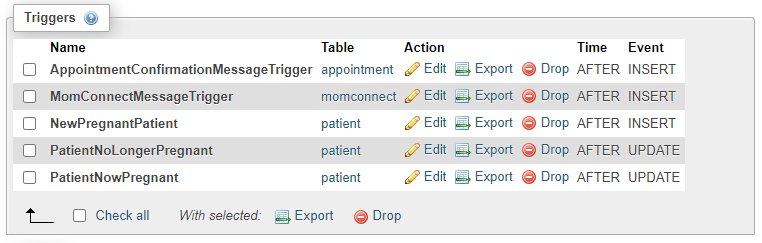 Triggers
Name Table Action Time Event
AppointmentConfirmationMessageTrigger appointment Edit Export Drop AFTER INSERT
MomConnectMessageTrigger momconnect Edit Export Drop AFTER INSERT
NewPregnantPatient patient Edit Export Drop AFTER INSERT
PatientNoLongerPregnant patient Edit Export Drop AFTER UPDATE
PatientNowPregnant patient Edit Export Drop AFTER UPDATE
Check all With selected: Export Drop